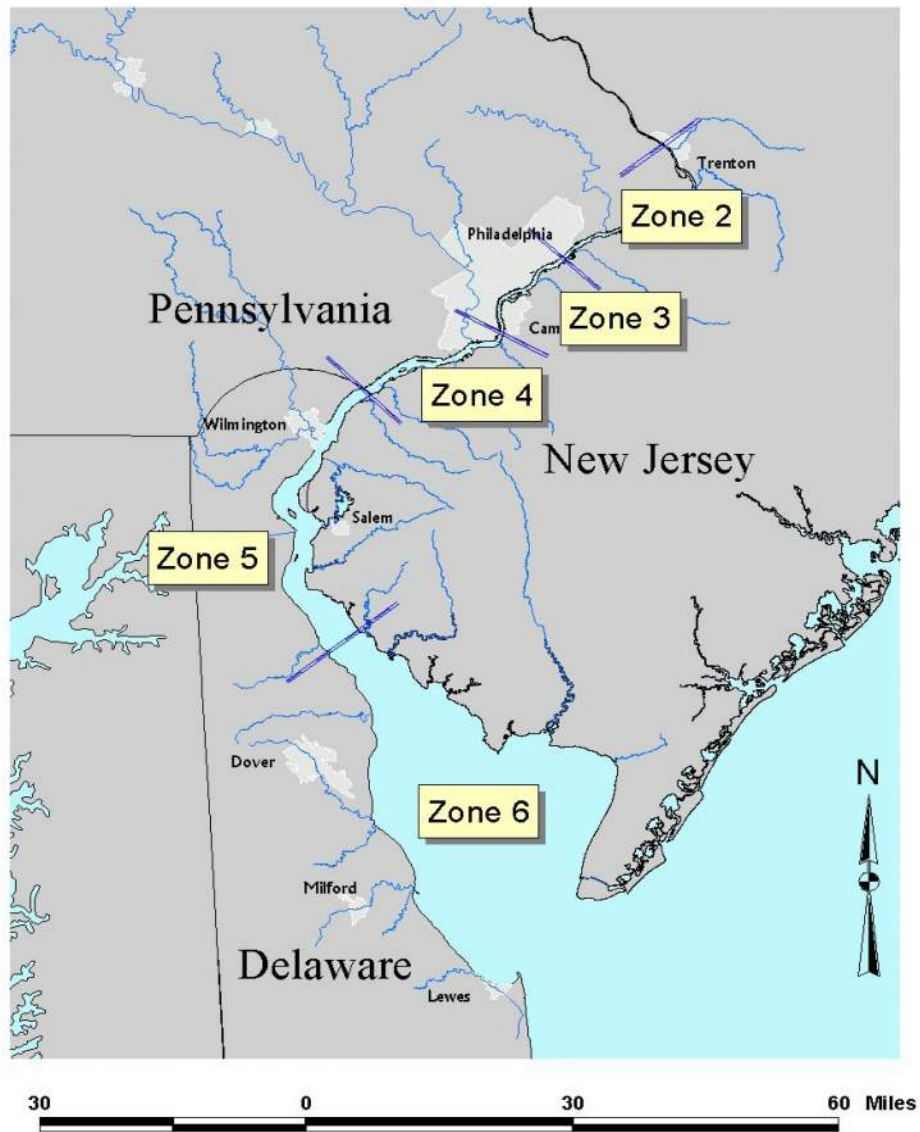 Trenton
Zone 2
Philadelphia
Pennsylvania
Cam
Zone 3
Zone 4
Wilmington
New Jersey
Salem
Zone 5
Dover
N
Zone 6
Milford
Delaware
Lewes
30 0 30 60 Miles